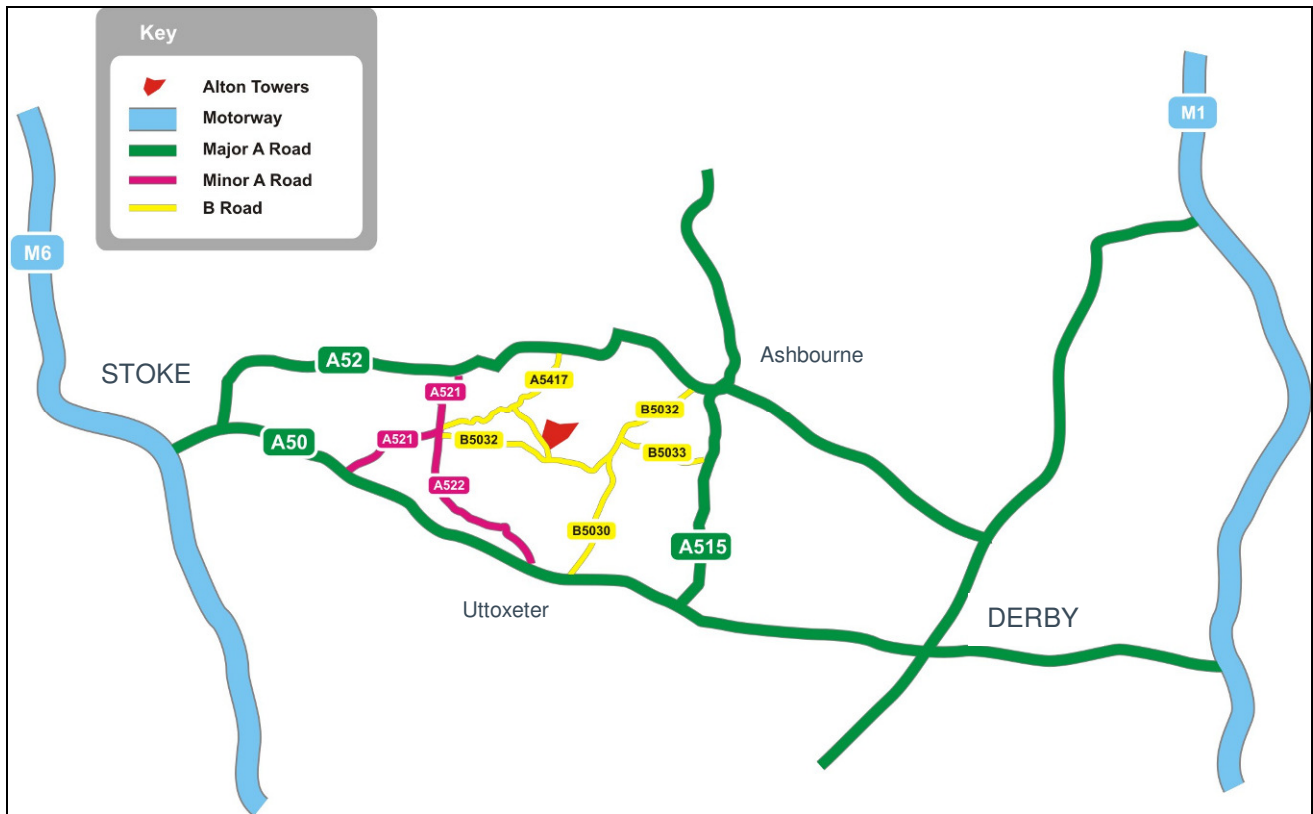 Key
Alton Towers
Motorway
Major A Road
Minor A Road
B Road
M1
M6
STOKE
A52
Ashbourne
A5417
A521
B5032
A50
A521
B5032
B5033
A522
B5030
A515
Uttoxeter
DERBY